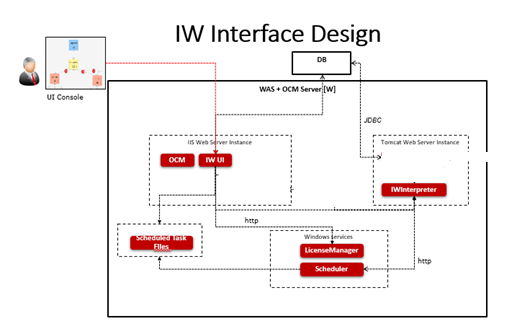 IW Interface Design
DB
UI Console
WAS + OCM Server [W]
JDBC
IIS Web Server Instance
Tomcat Web Server Instance
OCM
IW UI
IWInterpreter
http
Scheduled Task
Files
Windows services
LicenseManager
Scheduler
http